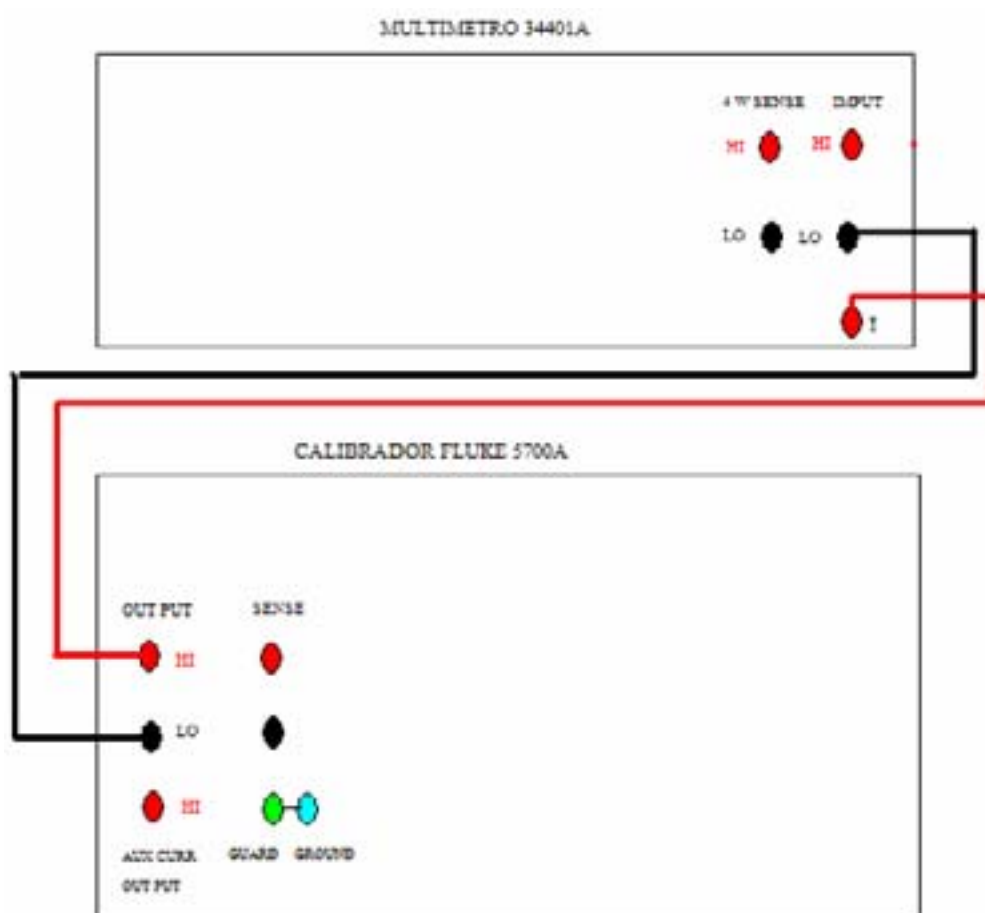 MULTIMETRO 34401A
4 W SENSE INPUT
HI HI
LO LO
I
CALIBRADOR FLUKE 5700A
OUT PUT SENSE
HI
LO
HI
AUX CURR GUARD GROUND
OUT PUT